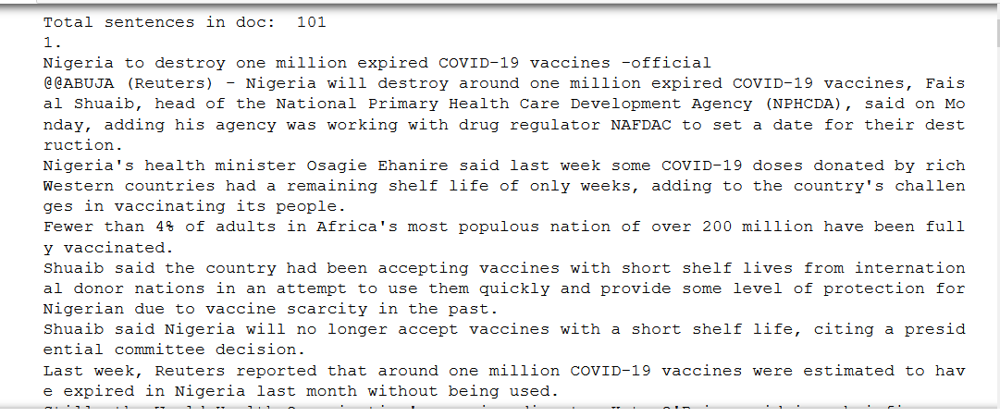 Total sentences in doc:  101
1.
Nigeria to destroy one million expired COVID-19 vaccines -official
@@ABUJA (Reuters) - Nigeria will destroy around one million expired COVID-19 vaccines, Fais
al Shuaib, head of the National Primary Health Care Development Agency (NPHCDA), said on Mo
nday, adding his agency was working with drug regulator NAFDAC to set a date for their dest
ruction.
Nigeria's health minister Osagie Ehanire said last week some COVID-19 doses donated by rich
Western countries had a remaining shelf life of only weeks, adding to the country's challen
ges in vaccinating its people.
Fewer than 4% of adults in Africa's most populous nation of over 200 million have been full
y vaccinated.
Shuaib said the country had been accepting vaccines with short shelf lives from internation
al donor nations in an attempt to use them quickly and provide some level of protection for
Nigerian due to vaccine scarcity in the past.
Shuaib said Nigeria will no longer accept vaccines with a short shelf life, citing a presid
ential committee decision.
Last week, Reuters reported that around one million COVID-19 vaccines were estimated to hav
e expired in Nigeria last month without being used.